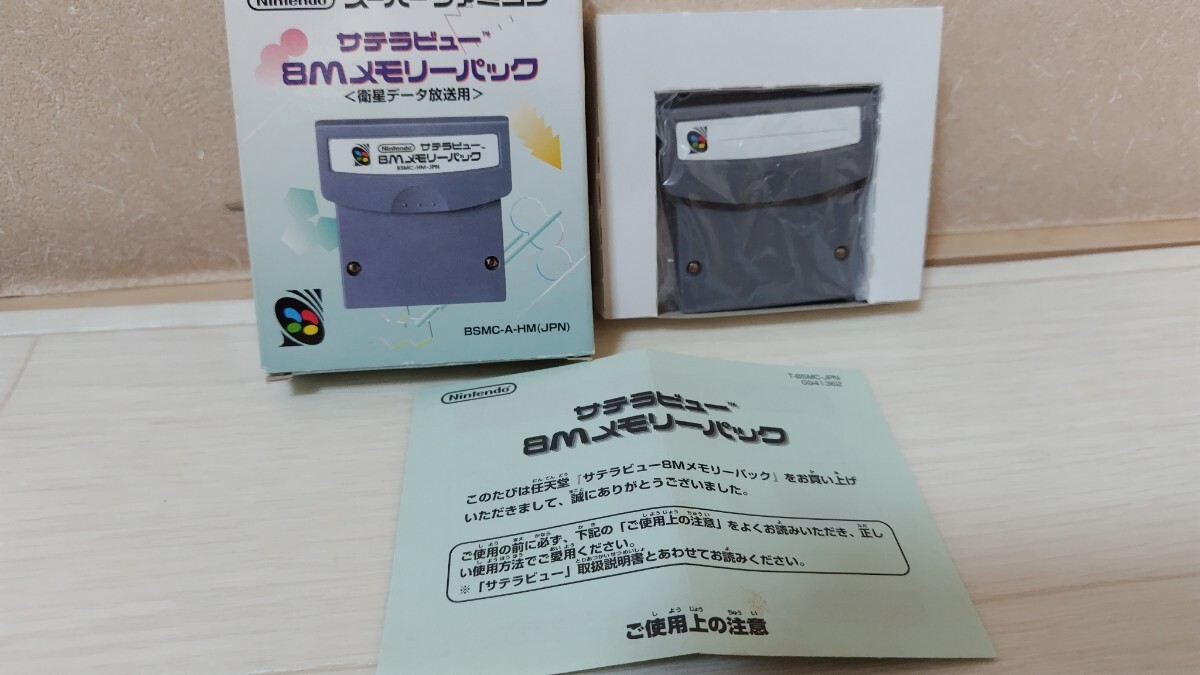 Nintendo スーパーファミコン
サテラビュー™
8Mメモリーパック
<衛星データ放送用>
Nintendo サテラビュー™
8Mメモリーパック
BSMC-HM-JPN
BSMC-A-HM(JPN)
Nintendo
T-BSMC-JPN
サテラビュー™
8Mメモリーパック
このたびは任天堂『サテラビュー8Mメモリーパック』をお買い上げ
いただきまして、誠にありがとうございました。
ご使用の前に必ず、下記の「ご使用上の注意」をよくお読みいただき、正し
い使用方法でご愛用ください。
※「サテラビュー」取扱説明書とあわせてお読みください。
ご使用上の注意